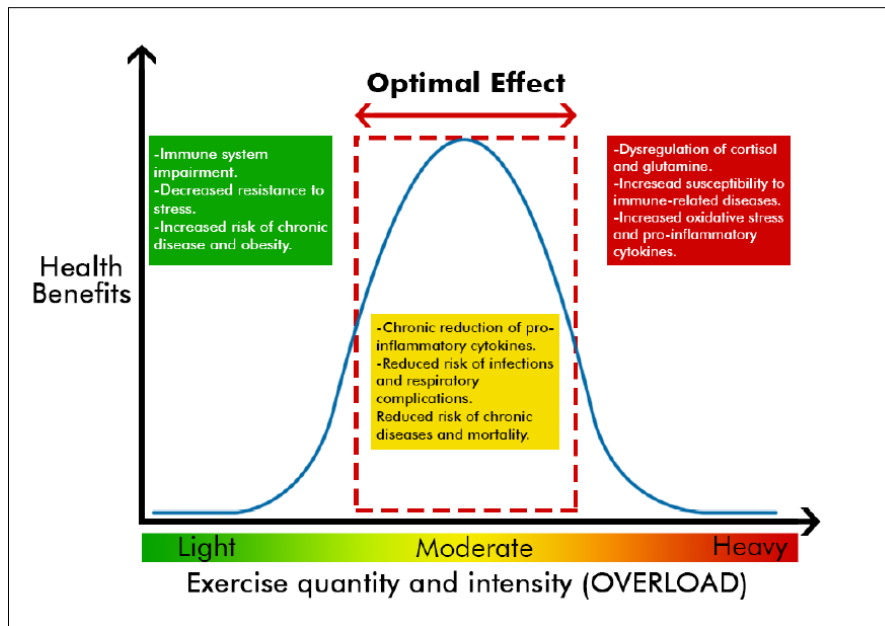 Optimal Effect
-Immune system
impairment.
-Decreased resistance to
stress.
-Increased risk of chronic
disease and obesity.
-Dysregulation of cortisol
and glutamine.
-Incresead susceptibility to
immune-related diseases.
-Increased oxidative stress
and pro-inflammatory
cytokines.
Health
Benefits
-Chronic reduction of pro-
inflammatory cytokines.
-Reduced risk of infections
and respiratory
complications.
Reduced risk of chronic
diseases and mortality.
Light
Moderate
Heavy
Exercise quantity and intensity (OVERLOAD)